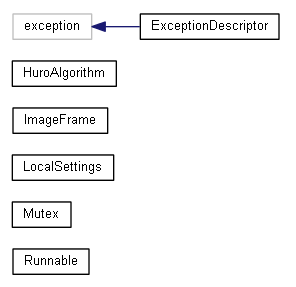 exception
ExceptionDescriptor
HuroAlgorithm
ImageFrame
LocalSettings
Mutex
Runnable